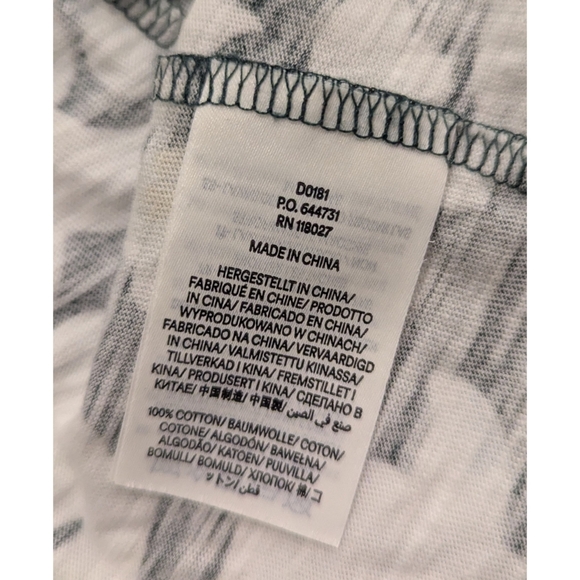 D0181
P.O. 644731
RN 118027
MADE IN CHINA
HERGESTELLT IN CHINA/
FABRIQUÉ EN CHINE/ PRODOTTO
IN CINA/ FABRICADO EN CHINA/
WYPRODUKOWANO W CHINACH/
FABRICADO NA CHINA/ VERVAARDIGD
IN CHINA/ VALMISTETTU KIINASSA/
TILLVERKAD I KINA/ FREMSTILLET I
KINA/ PRODUSERT I KINA/ СДЕЛАНО В
КИТАЕ/ 中国制造/ 中国製/ صنع في الصين/
100% COTTON/ BAUMWOLLE/ COTON/
COTONE/ ALGODÓN/ BAWEŁNA/
ALGODÃO/ KATOEN/ PUUVILLA/
BOMULL/ BOMULD/ ХЛОПОК/ 棉/ コ
ットン/ قطن/